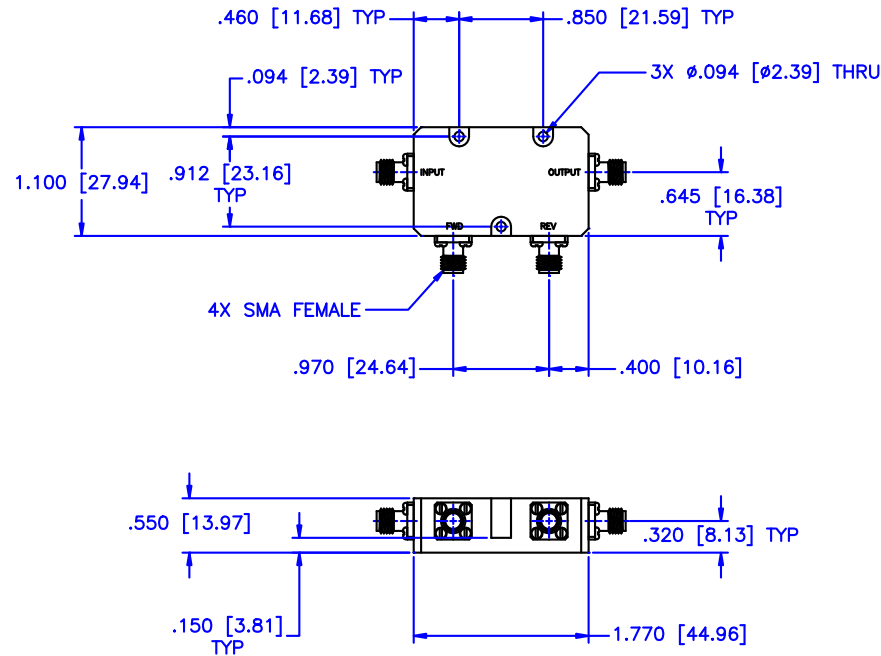 .460 [11.68] TYP
.850 [21.59] TYP
.094 [2.39] TYP
3X ø.094 [ø2.39] THRU
1.100 [27.94]
.912 [23.16]
TYP
INPUT
OUTPUT
.645 [16.38]
TYP
FWD
REV
4X SMA FEMALE
.970 [24.64]
.400 [10.16]
.550 [13.97]
.320 [8.13] TYP
.150 [3.81]
TYP
1.770 [44.96]